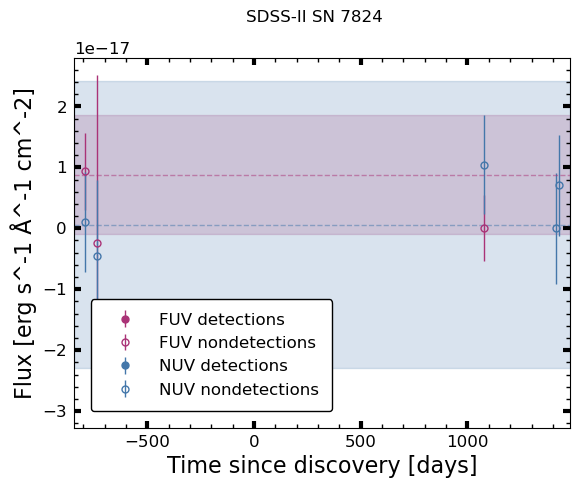 SDSS-II SN 7824
1e−17
2
1
0
−1
−2
−3
Flux [erg s^-1 Å^-1 cm^-2]
FUV detections
FUV nondetections
NUV detections
NUV nondetections
−500 0 500 1000
Time since discovery [days]